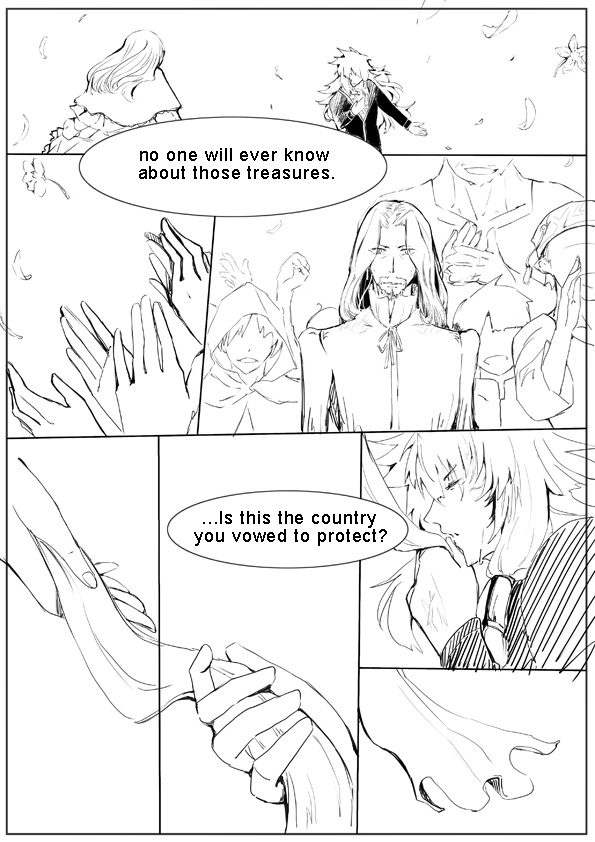 no one will ever know
about those treasures.
...Is this the country
you vowed to protect?